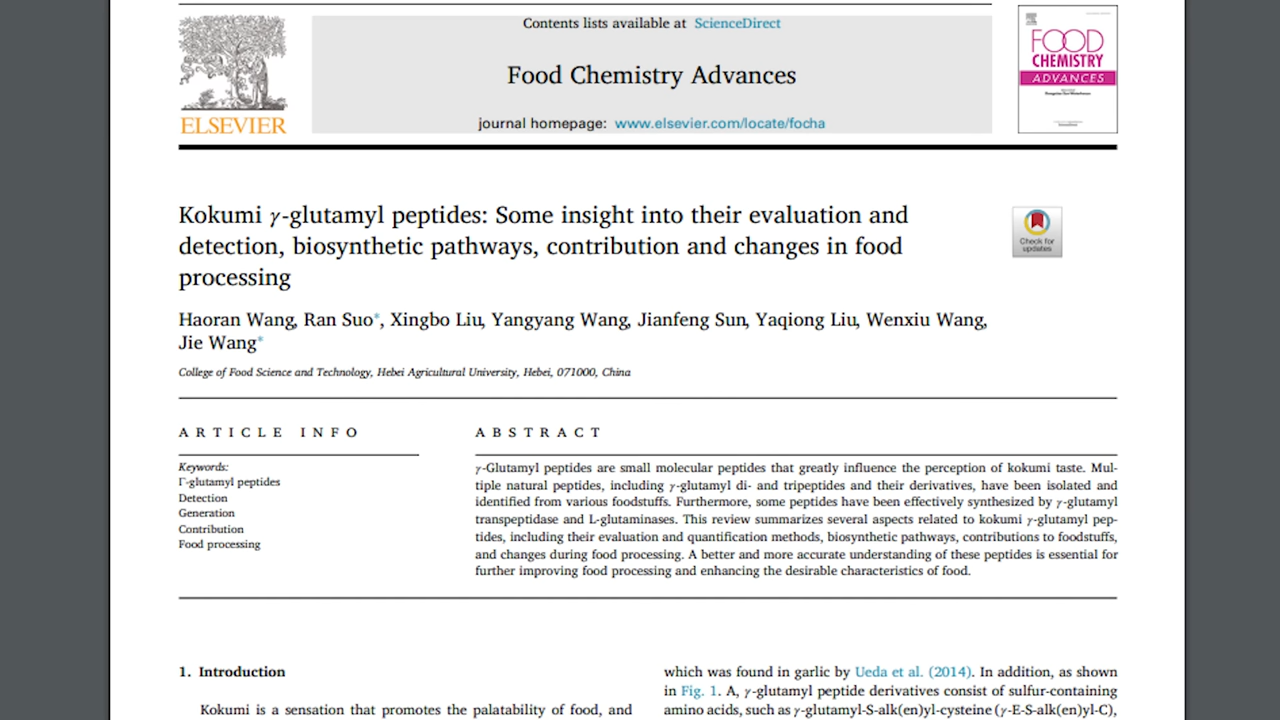 Contents lists available at ScienceDirect
Food Chemistry Advances
journal homepage: www.elsevier.com/locate/focha
ELSEVIER
FOOD
CHEMISTRY
ADVANCES
Kokumi γ-glutamyl peptides: Some insight into their evaluation and
detection, biosynthetic pathways, contribution and changes in food
processing
Check for
updates
Haoran Wang, Ran Suo*, Xingbo Liu, Yangyang Wang, Jianfeng Sun, Yaqiong Liu, Wenxiu Wang,
Jie Wang*
College of Food Science and Technology, Hebei Agricultural University, Hebei, 071000, China
ARTICLE INFO
Keywords:
Γ-glutamyl peptides
Detection
Generation
Contribution
Food processing
ABSTRACT
γ-Glutamyl peptides are small molecular peptides that greatly influence the perception of kokumi taste. Mul-
tiple natural peptides, including γ-glutamyl di- and tripeptides and their derivatives, have been isolated and
identified from various foodstuffs. Furthermore, some peptides have been effectively synthesized by γ-glutamyl
transpeptidase and L-glutaminases. This review summarizes several aspects related to kokumi γ-glutamyl pep-
tides, including their evaluation and quantification methods, biosynthetic pathways, contributions to foodstuffs,
and changes during food processing. A better and more accurate understanding of these peptides is essential for
further improving food processing and enhancing the desirable characteristics of food.
1. Introduction
Kokumi is a sensation that promotes the palatability of food, and
which was found in garlic by Ueda et al. (2014). In addition, as shown
in Fig. 1. A, γ-glutamyl peptide derivatives consist of sulfur-containing
amino acids, such as γ-glutamyl-S-alk(en)yl-cysteine (γ-E-S-alk(en)yl-C),